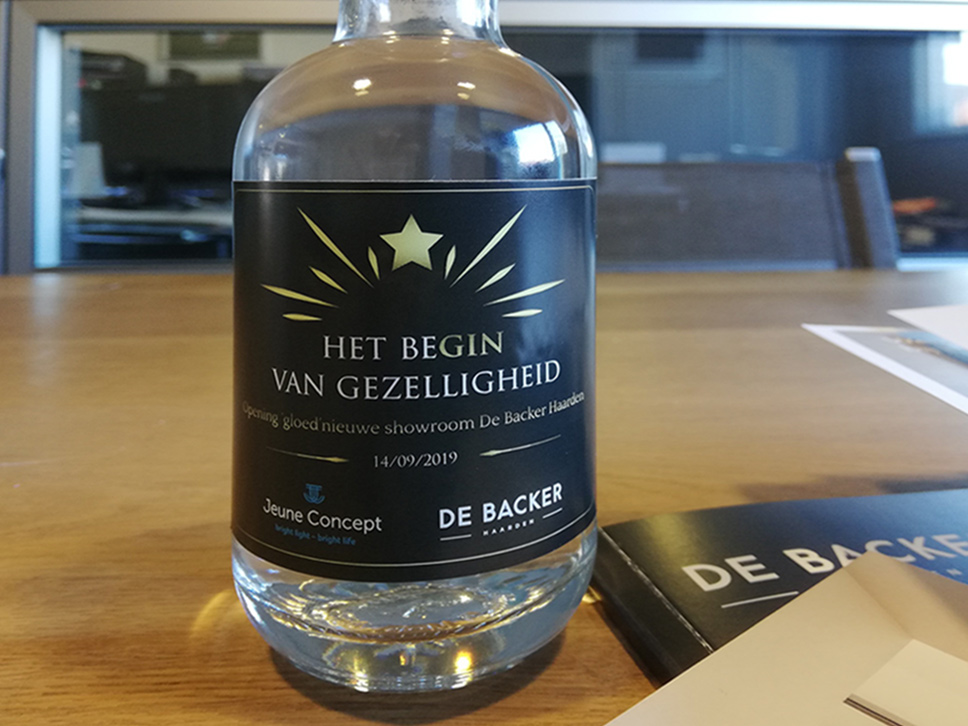 HET BEGIN
VAN GEZELLIGHEID
Opening 'gloed'nieuwe showroom De Backer Haarden
14/09/2019
Jeune Concept
bright light - bright life
DE BACKER
HAARDEN
DE BACKE